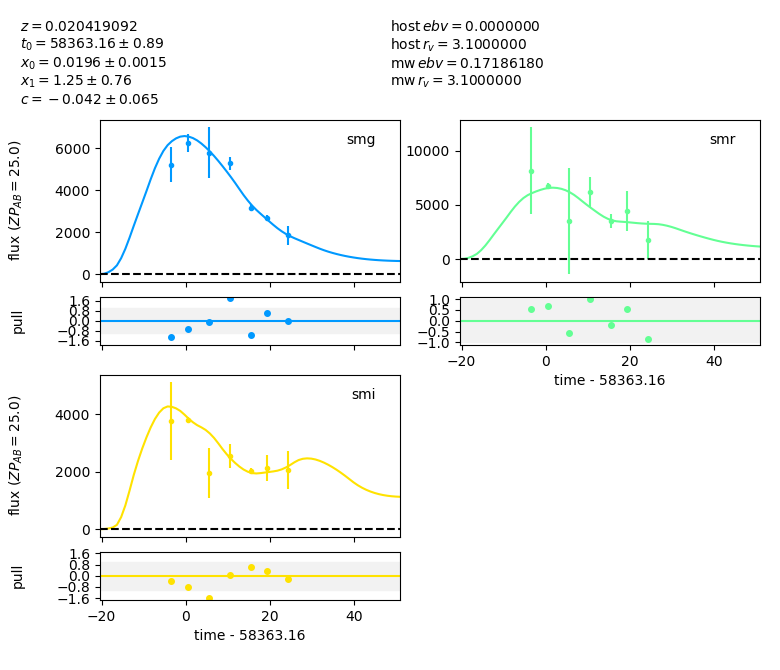 z = 0.020419092
t₀ = 58363.16 ± 0.89
x₀ = 0.0196 ± 0.0015
x₁ = 1.25 ± 0.76
c = −0.042 ± 0.065
host ebv = 0.0000000
host r_v = 3.1000000
mw ebv = 0.17186180
mw r_v = 3.1000000
flux (ZP_AB = 25.0)
6000
4000
2000
0
smg
10000
5000
0
smr
pull
1.6
0.8
0.0
−0.8
−1.6
1.0
0.5
0.0
−0.5
−1.0
−20
0
20
40
time - 58363.16
flux (ZP_AB = 25.0)
4000
2000
0
smi
pull
1.6
0.8
0.0
−0.8
−1.6
−20
0
20
40
time - 58363.16